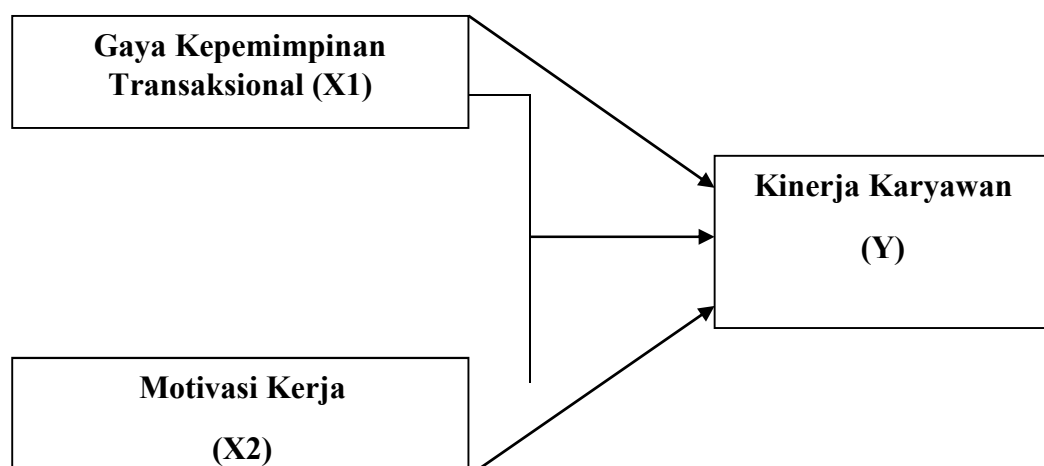 Gaya Kepemimpinan
Transaksional (X1)
Kinerja Karyawan
(Y)
Motivasi Kerja
(X2)